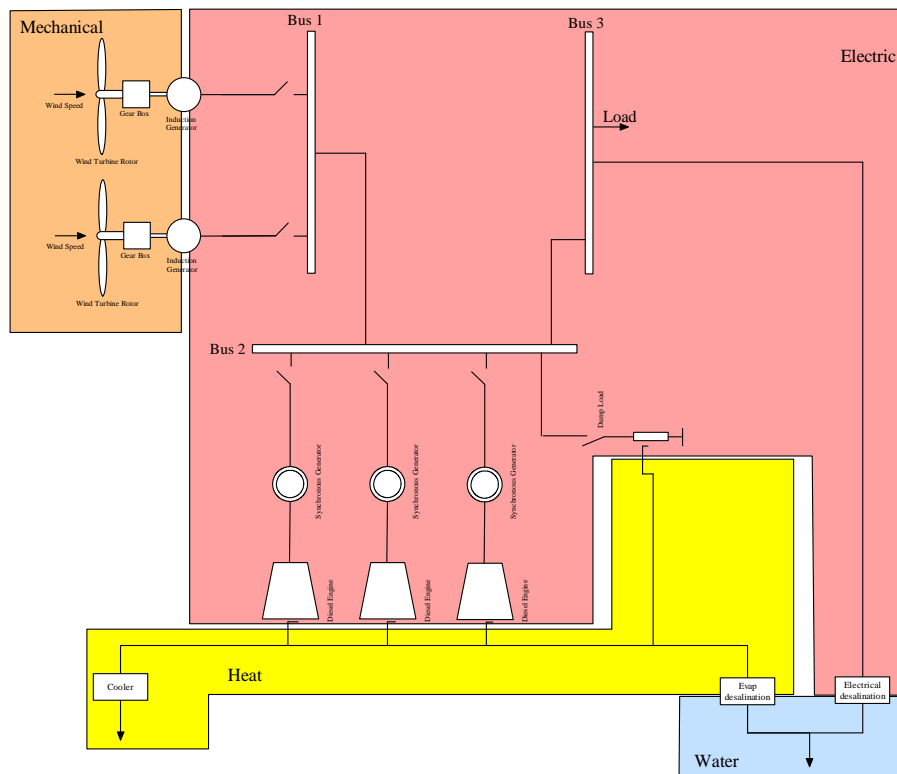 Mechanical
Bus 1
Bus 3
Electric
Wind Speed
Gear Box
Induction
Generator
Wind Turbine Rotor
Load
Wind Speed
Gear Box
Induction
Generator
Wind Turbine Rotor
Bus 2
Dump Load
Synchronous Generator
Synchronous Generator
Synchronous Generator
Diesel Engine
Diesel Engine
Diesel Engine
Heat
Cooler
Evap
desalination
Electrical
desalination
Water